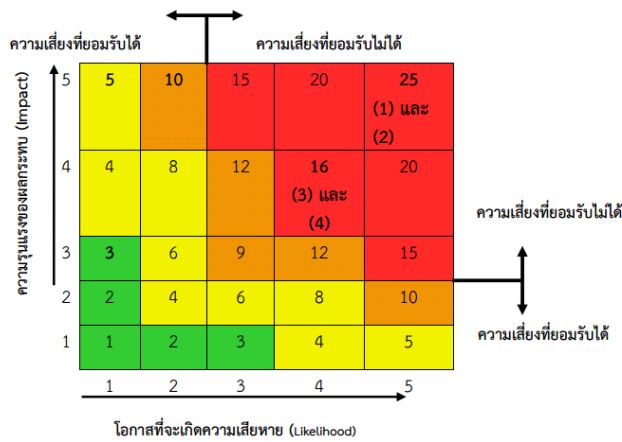 ความเสี่ยงที่ยอมรับได้ ความเสี่ยงที่ยอมรับไม่ได้
ความรุนแรงของผลกระทบ (Impact)
5 5 10 15 20 25
(1) และ
(2)
4 4 8 12 16 20
(3) และ
(4)
ความเสี่ยงที่ยอมรับไม่ได้
3 3 6 9 12 15
2 2 4 6 8 10
ความเสี่ยงที่ยอมรับได้
1 1 2 3 4 5
1 2 3 4 5
โอกาสที่จะเกิดความเสียหาย (Likelihood)